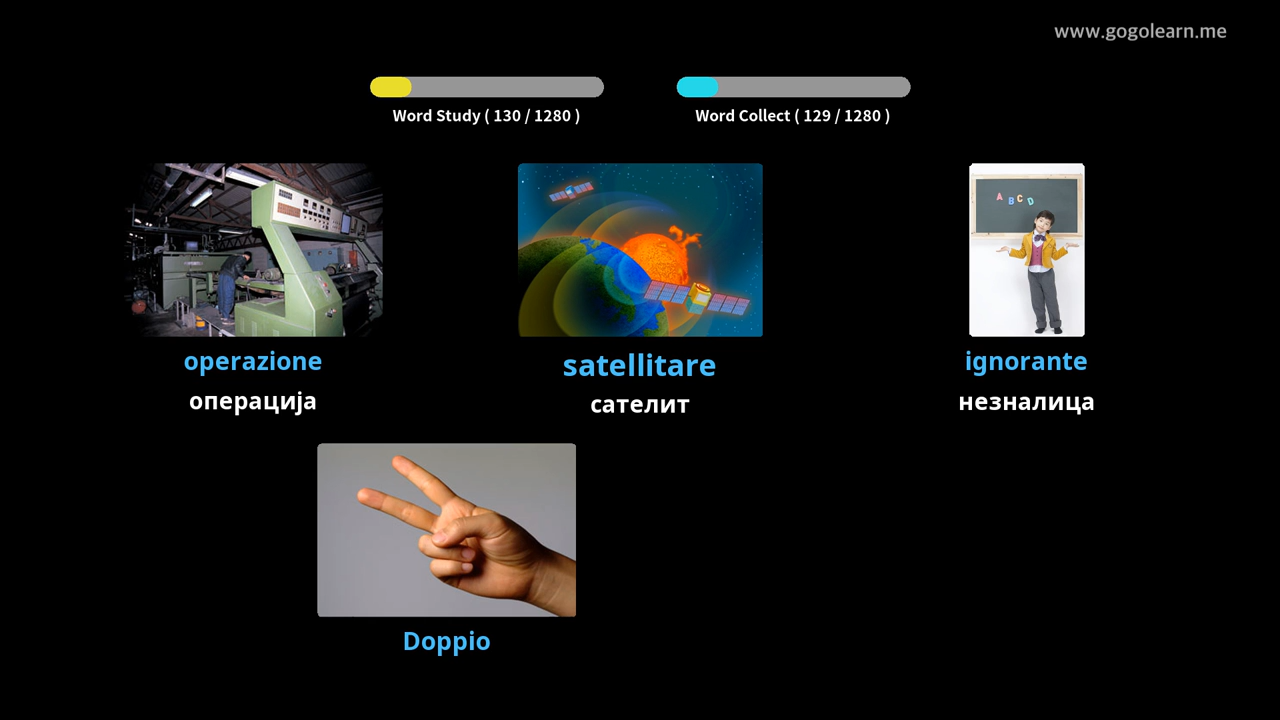 www.gogolearn.me
Word Study ( 130 / 1280 )
Word Collect ( 129 / 1280 )
operazione
satellitare
ignorante
операција
сателит
незналица
Doppio
A B C D